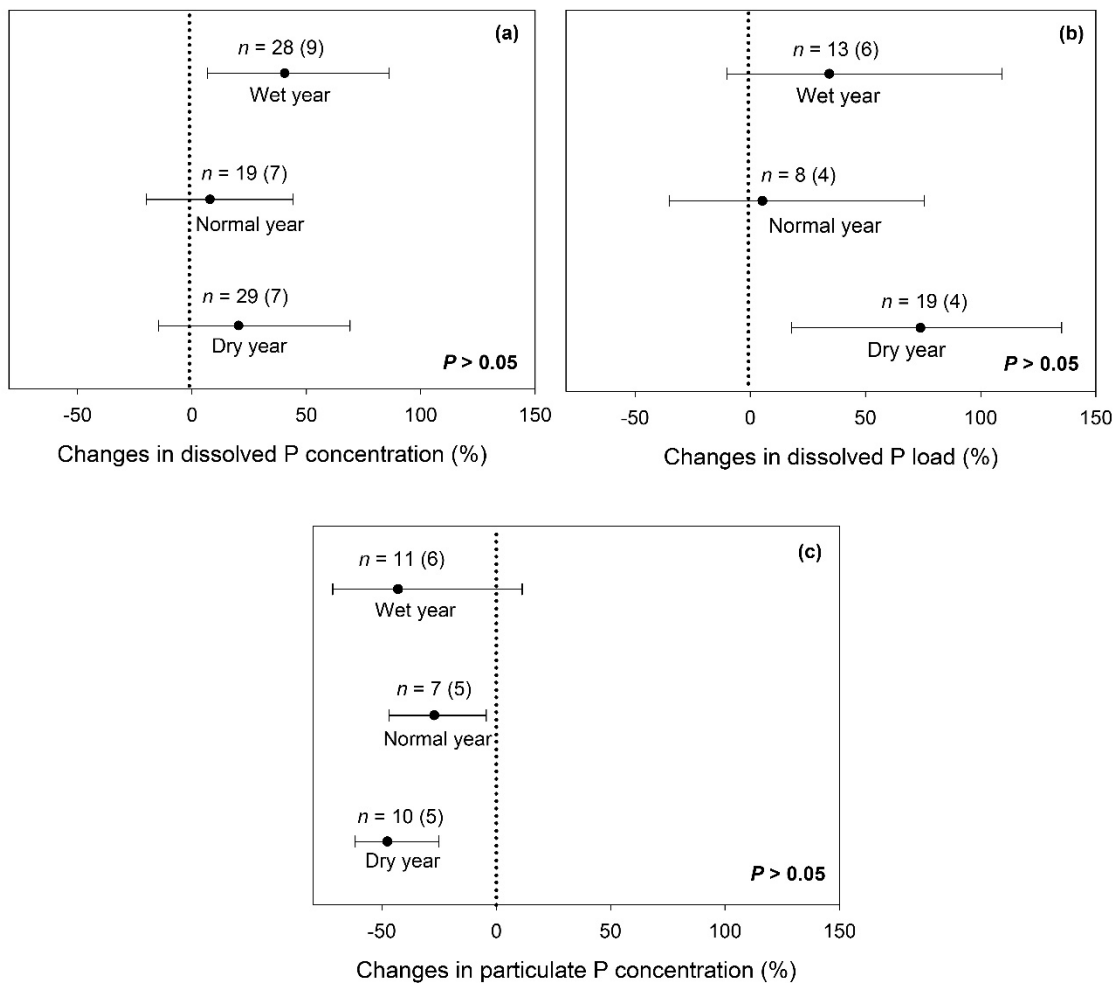 (a)
n = 28 (9)
Wet year
n = 19 (7)
Normal year
n = 29 (7)
Dry year
P > 0.05
-50 0 50 100 150
Changes in dissolved P concentration (%)
(b)
n = 13 (6)
Wet year
n = 8 (4)
Normal year
n = 19 (4)
Dry year
P > 0.05
-50 0 50 100 150
Changes in dissolved P load (%)
(c)
n = 11 (6)
Wet year
n = 7 (5)
Normal year
n = 10 (5)
Dry year
P > 0.05
-50 0 50 100 150
Changes in particulate P concentration (%)